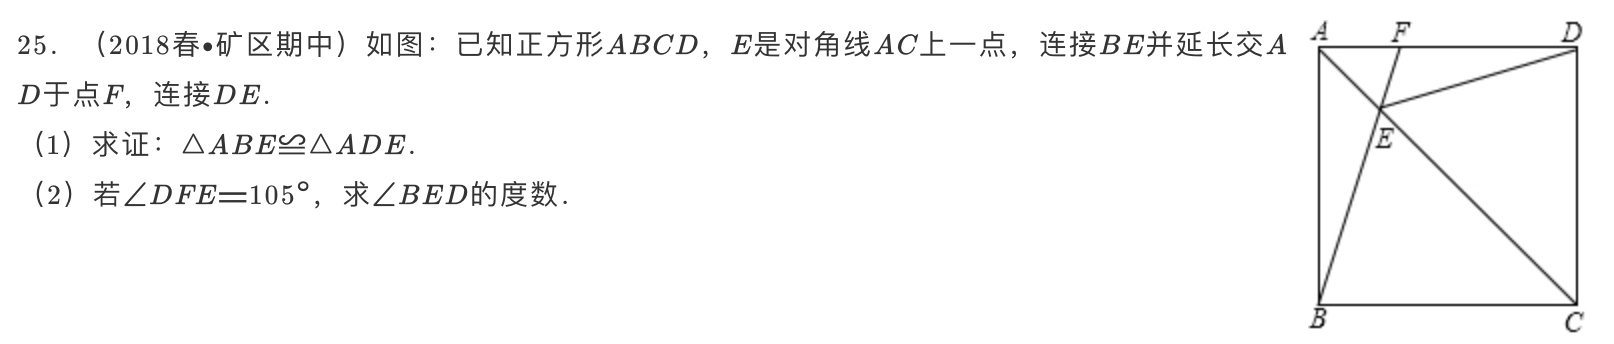 25. （2018春•矿区期中）如图：已知正方形ABCD，E是对角线AC上一点，连接BE并延长交A
D于点F，连接DE.
（1）求证：△ABE≌△ADE.
（2）若∠DFE=105°，求∠BED的度数.
A F D
E
B C